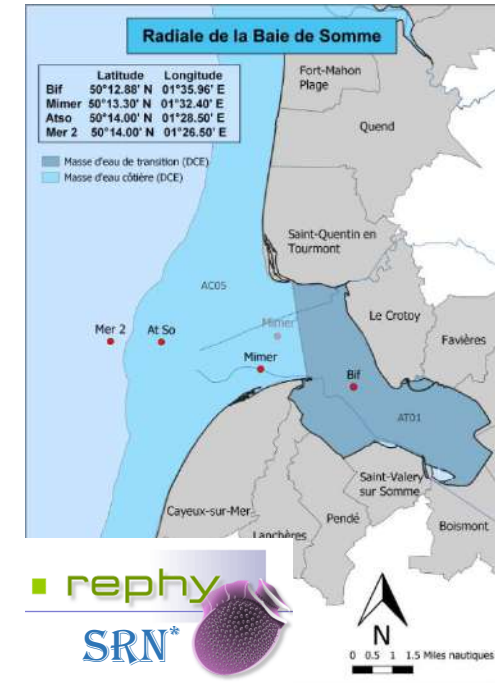 Radiale de la Baie de Somme
Latitude Longitude
Bif 50°12.88' N 01°35.96' E
Mimer 50°13.30' N 01°32.40' E
Atso 50°14.00' N 01°28.50' E
Mer 2 50°14.00' N 01°26.50' E
Masse d'eau de transition (DCE)
Masse d'eau côtière (DCE)
Fort-Mahon
Plage
Quend
Saint-Quentin en
Tourmont
AC05
Mimer
Le Crotoy
Mer 2
At So
Favières
Mimer
Bif
AT01
Saint-Valery
sur Somme
Cayeux-sur-Mer
Pendé
Boismont
Lanchères
rephy
SRN*
N
0 0.5 1 1.5 Miles nautiques